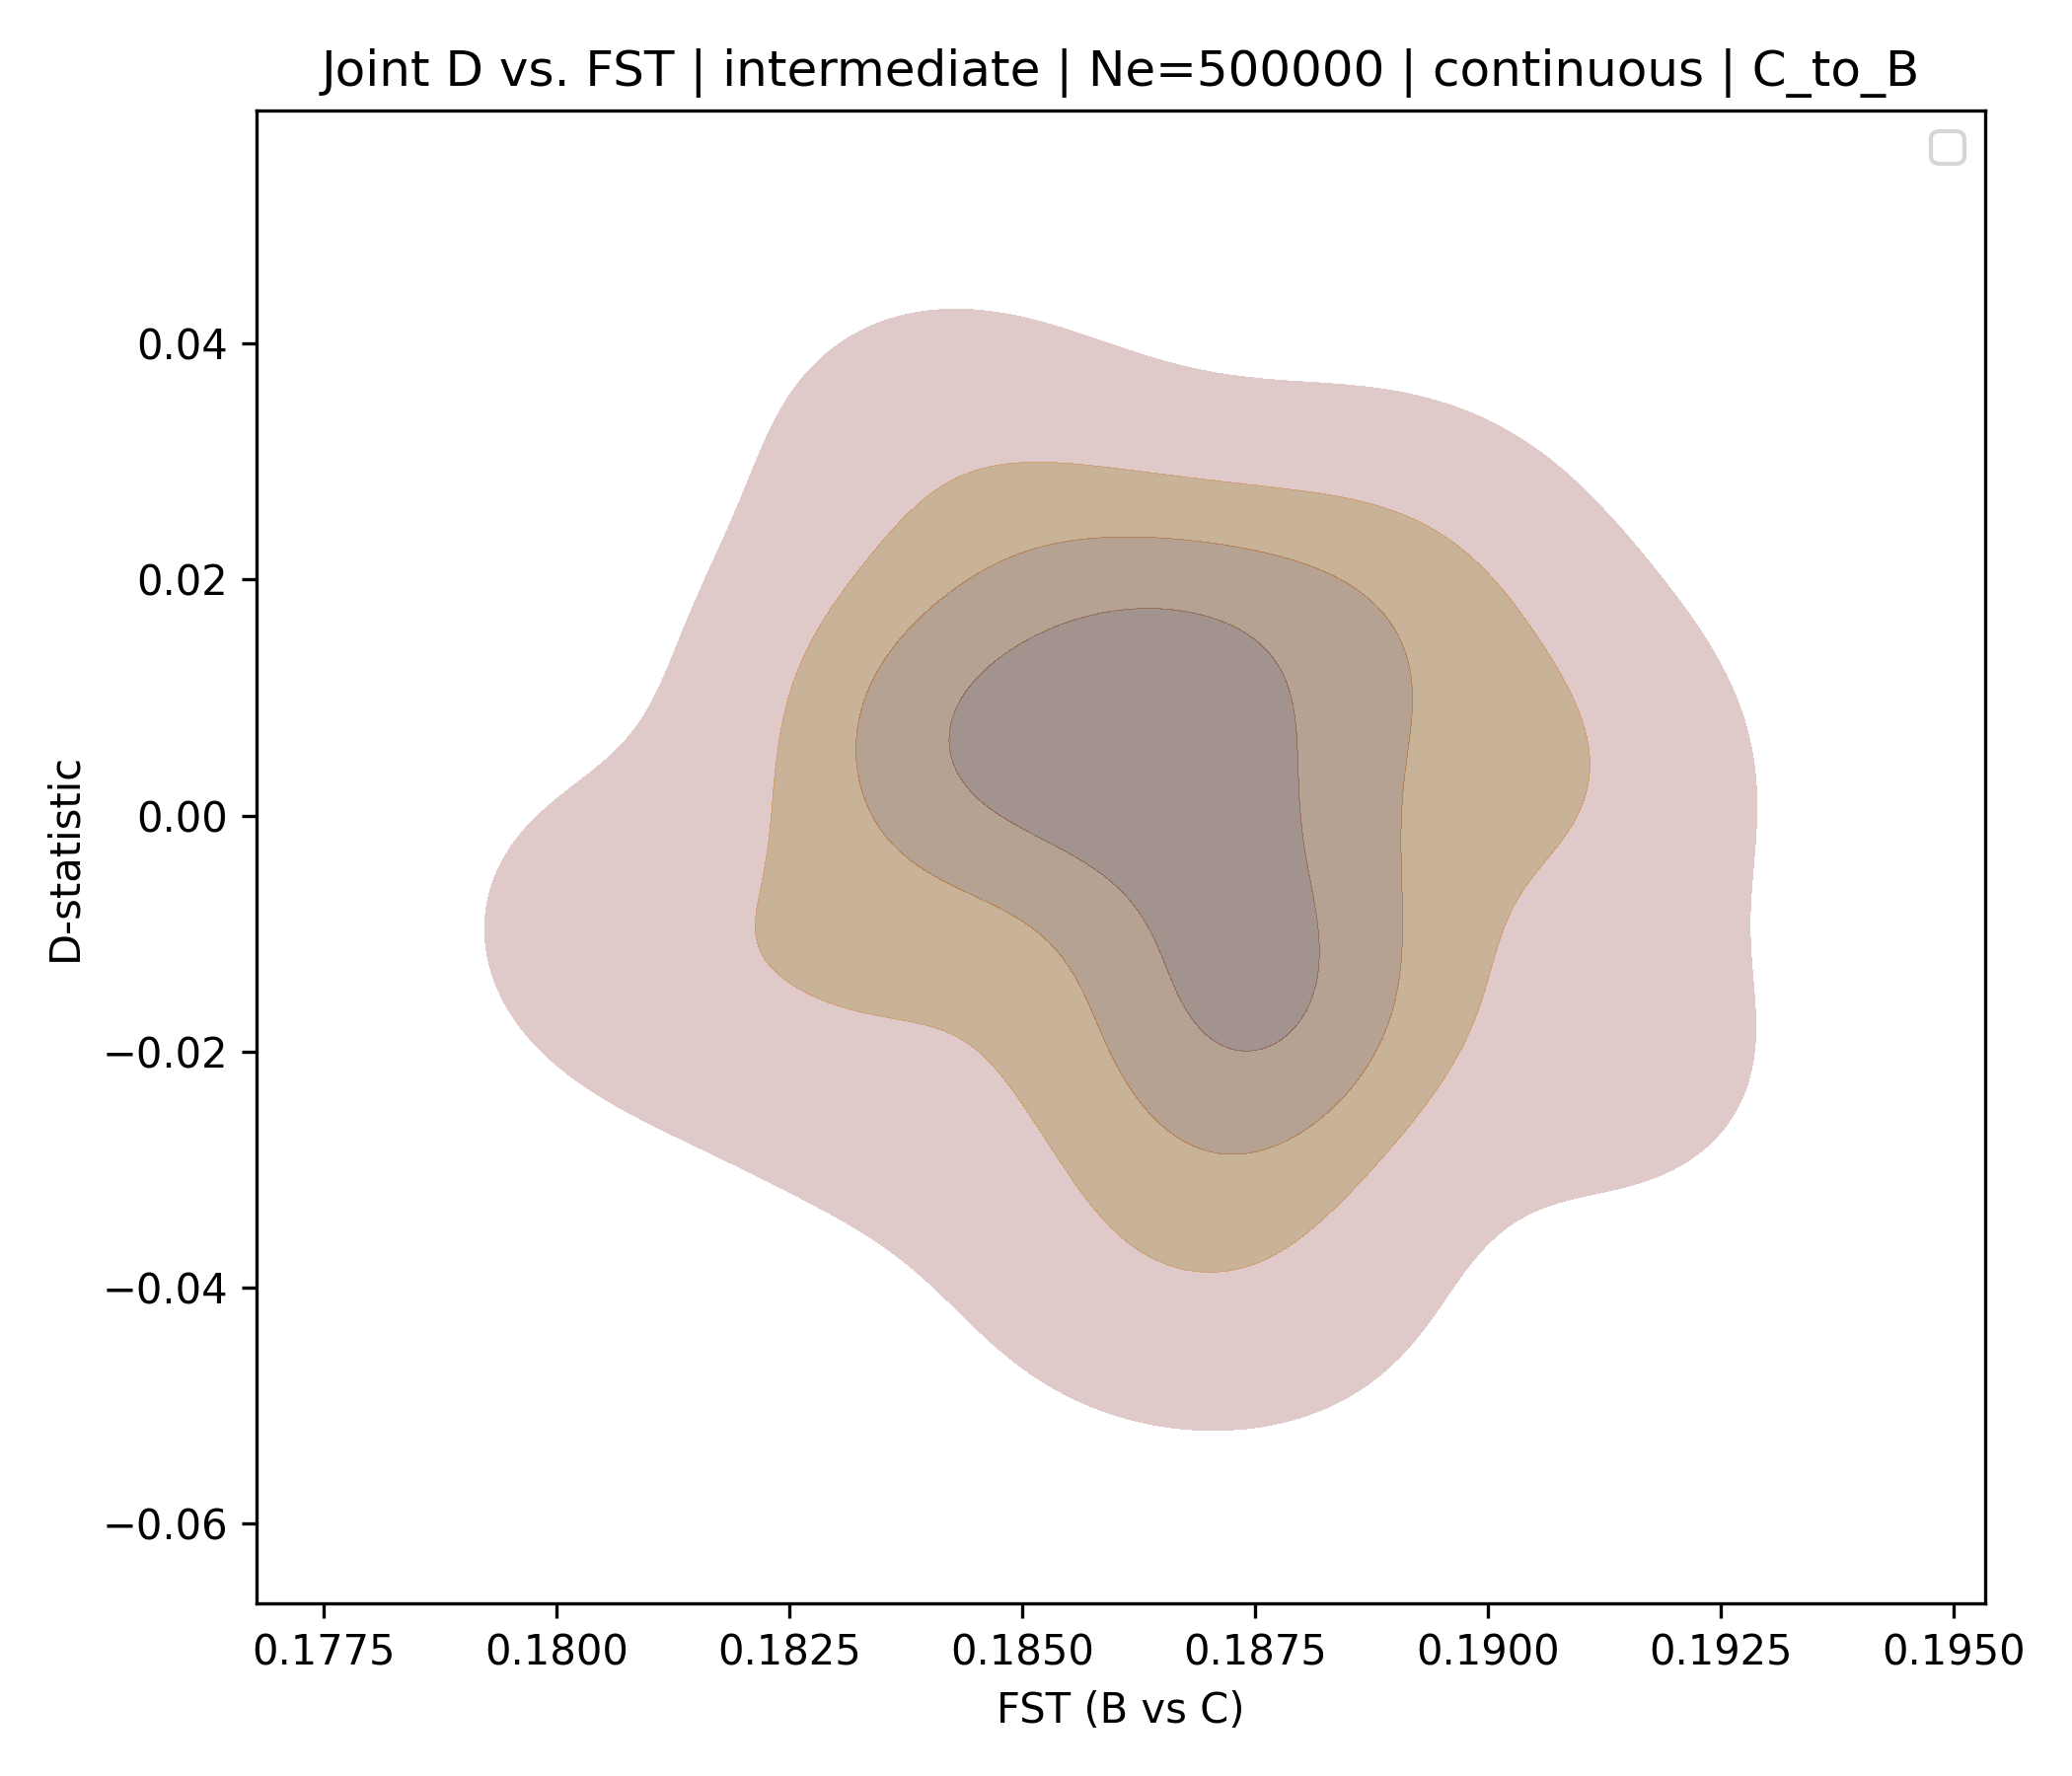 Joint D vs. FST | intermediate | Ne=500000 | continuous | C_to_B
D-statistic
0.04
0.02
0.00
−0.02
−0.04
−0.06
0.1775 0.1800 0.1825 0.1850 0.1875 0.1900 0.1925 0.1950
FST (B vs C)